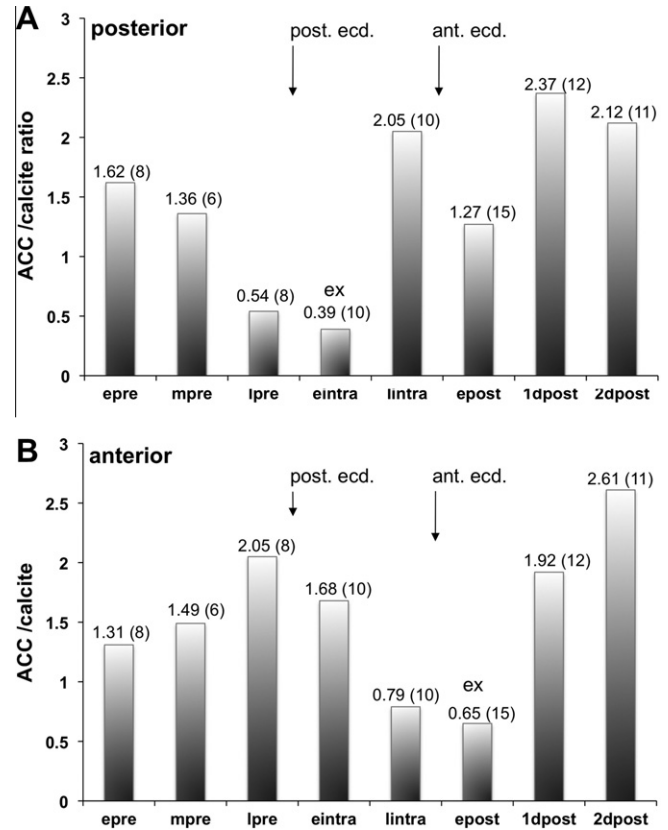 A
posterior
post. ecd.
ant. ecd.
ACC /calcite ratio
3
2.5
2
1.5
1
0.5
0
1.62 (8)
1.36 (6)
0.54 (8)
ex
0.39 (10)
2.05 (10)
1.27 (15)
2.37 (12)
2.12 (11)
epre mpre lpre eintra lintra epost 1dpost 2dpost
B
anterior
post. ecd.
ant. ecd.
ACC /calcite
3
2.5
2
1.5
1
0.5
0
1.31 (8)
1.49 (6)
2.05 (8)
1.68 (10)
0.79 (10)
ex
0.65 (15)
1.92 (12)
2.61 (11)
epre mpre lpre eintra lintra epost 1dpost 2dpost